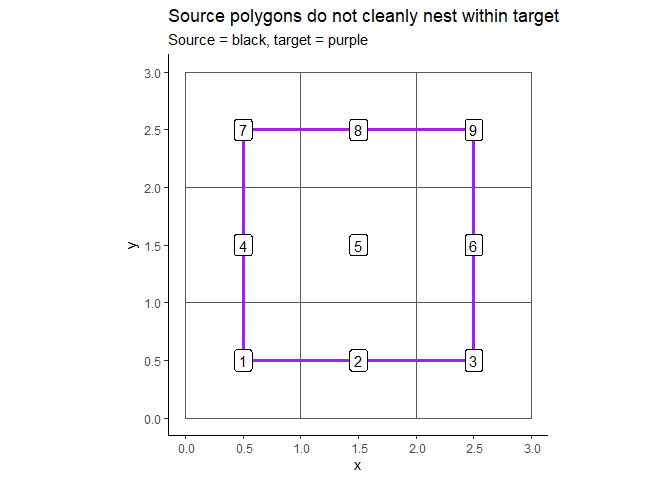 Source polygons do not cleanly nest within target
Source = black, target = purple
3.0
7 8 9
2.5
2.0
4 5 6
1.5
y
1.0
1 2 3
0.5
0.0
0.0 0.5 1.0 1.5 2.0 2.5 3.0
x